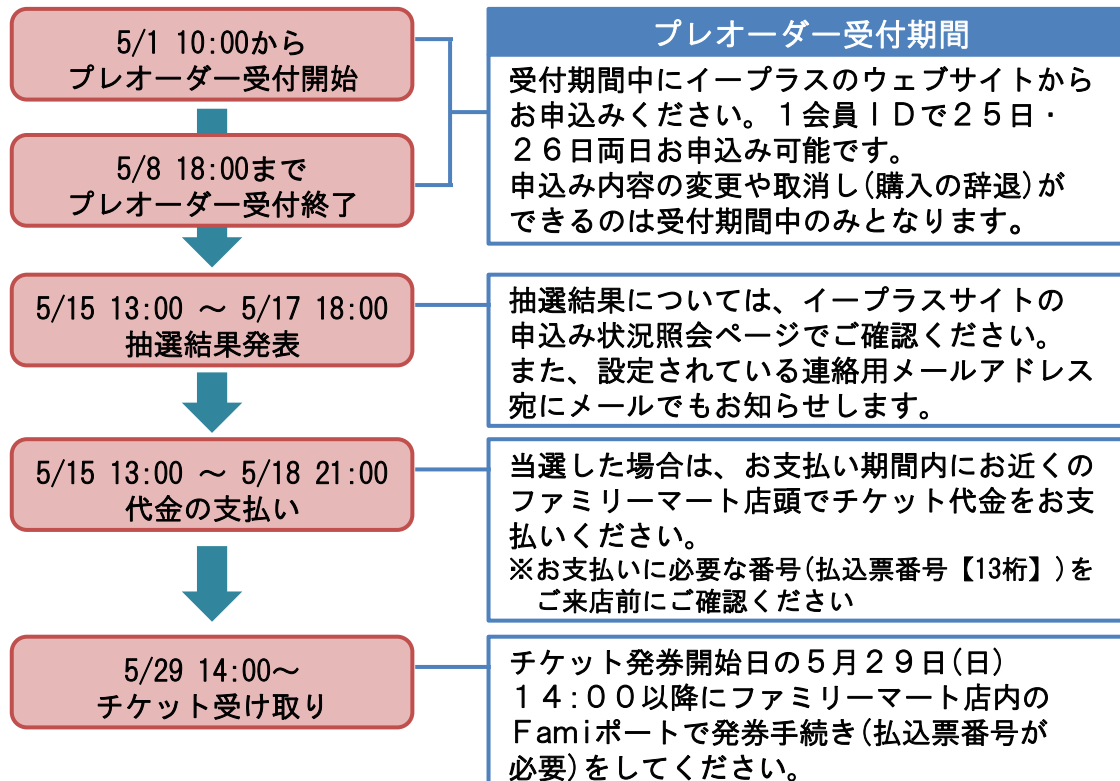 5/1 10:00から
プレオーダー受付開始
5/8 18:00まで
プレオーダー受付終了
プレオーダー受付期間
受付期間中にイープラスのウェブサイトから
お申込みください。１会員ＩＤで２５日・
２６日両日お申込み可能です。
申込み内容の変更や取消し(購入の辞退)が
できるのは受付期間中のみとなります。
5/15 13:00 ～ 5/17 18:00
抽選結果発表
抽選結果については、イープラスサイトの
申込み状況照会ページでご確認ください。
また、設定されている連絡用メールアドレス
宛にメールでもお知らせします。
5/15 13:00 ～ 5/18 21:00
代金の支払い
当選した場合は、お支払い期間内にお近くの
ファミリーマート店頭でチケット代金をお支
払いください。
※お支払いに必要な番号(払込票番号【13桁】)を
ご来店前にご確認ください
5/29 14:00～
チケット受け取り
チケット発券開始日の５月２９日(日)
１４:００以降にファミリーマート店内の
Ｆａｍｉポートで発券手続き(払込票番号が
必要)をしてください。